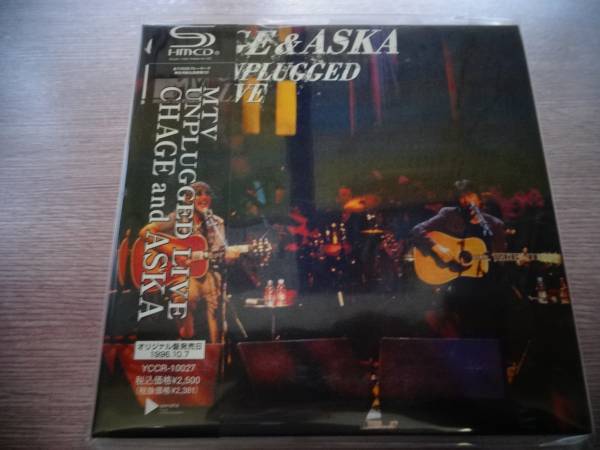 GE & ASKA
NPLUGGED
VE
SHM-CD
MTV
UNPLUGGED LIVE
CHAGE and ASKA
オリジナル盤発売日
1996.10.7
YCCR-10027
税込価格¥2,500
(税抜価格¥2,381)